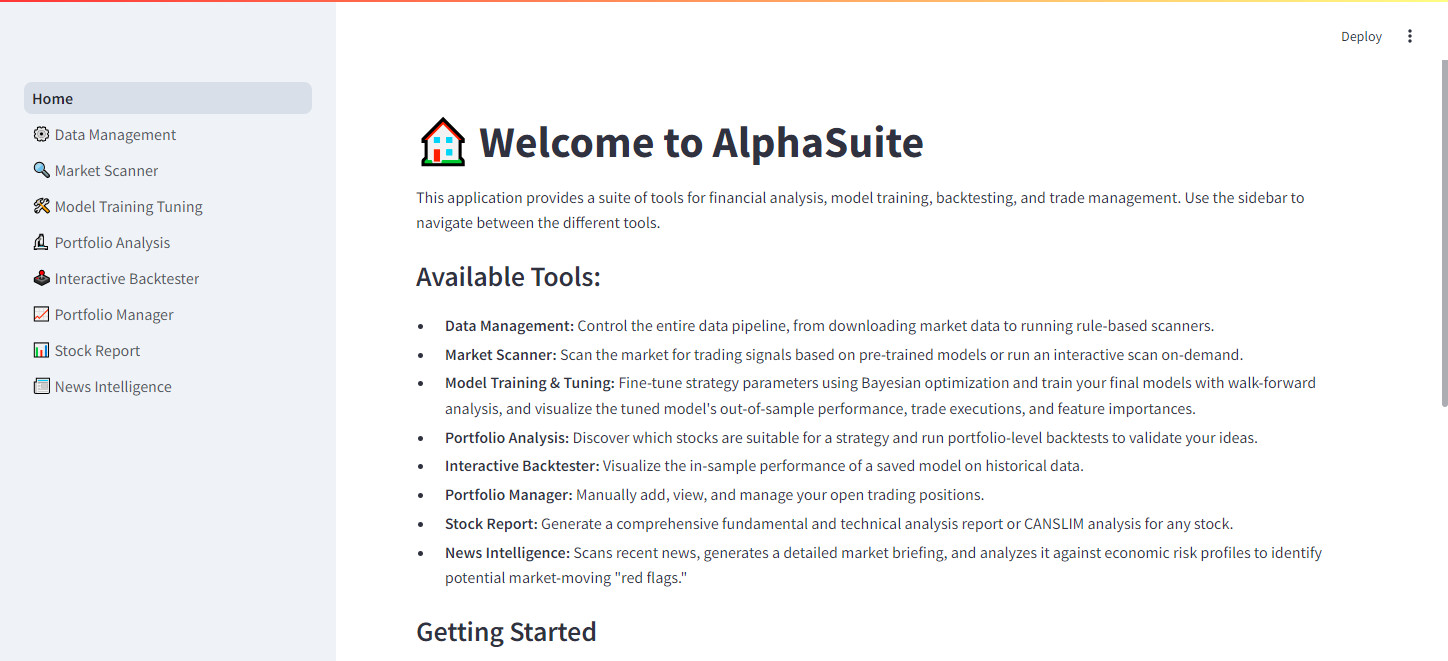 Deploy
Home
Data Management
Market Scanner
Model Training Tuning
Portfolio Analysis
Interactive Backtester
Portfolio Manager
Stock Report
News Intelligence
Welcome to AlphaSuite
This application provides a suite of tools for financial analysis, model training, backtesting, and trade management. Use the sidebar to
navigate between the different tools.
Available Tools:
• Data Management: Control the entire data pipeline, from downloading market data to running rule-based scanners.
• Market Scanner: Scan the market for trading signals based on pre-trained models or run an interactive scan on-demand.
• Model Training & Tuning: Fine-tune strategy parameters using Bayesian optimization and train your final models with walk-forward
analysis, and visualize the tuned model's out-of-sample performance, trade executions, and feature importances.
• Portfolio Analysis: Discover which stocks are suitable for a strategy and run portfolio-level backtests to validate your ideas.
• Interactive Backtester: Visualize the in-sample performance of a saved model on historical data.
• Portfolio Manager: Manually add, view, and manage your open trading positions.
• Stock Report: Generate a comprehensive fundamental and technical analysis report or CANSLIM analysis for any stock.
• News Intelligence: Scans recent news, generates a detailed market briefing, and analyzes it against economic risk profiles to identify
potential market-moving "red flags."
Getting Started